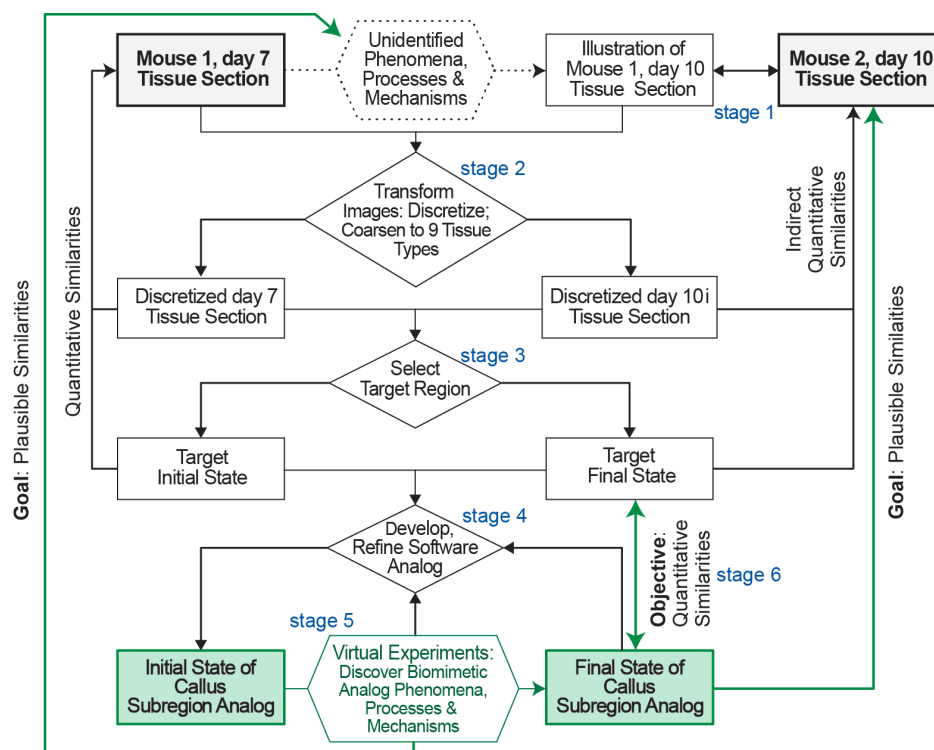 Mouse 1, day 7
Tissue Section
Unidentified
Phenomena,
Processes &
Mechanisms
Illustration of
Mouse 1, day 10
Tissue Section
Mouse 2, day 10
Tissue Section
stage 1
stage 2
Transform
Images: Discretize;
Coarsen to 9 Tissue
Types
Indirect
Quantitative
Similarities
Quantitative Similarities
Goal: Plausible Similarities
Goal: Plausible Similaities
Discretized day 7
Tissue Section
Discretized day 10i
Tissue Section
stage 3
Select
Target Region
Target
Initial State
Target
Final State
stage 4
Develop,
Refine Software
Analog
Objective:
Quantitative
Similarities
stage 6
stage 5
Initial State of
Callus
Subregion Analog
Virtual Experiments:
Discover Biomimetic
Analog Phenomena,
Processes &
Mechanisms
Final State of
Callus
Subregion Analog